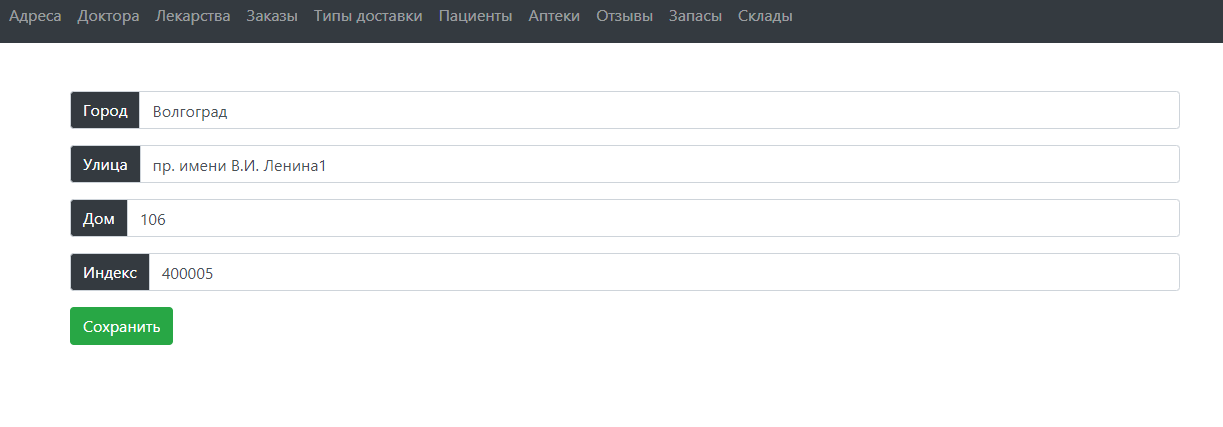 Адреса Доктора Лекарства Заказы Типы доставки Пациенты Аптеки Отзывы Запасы Склады
Город Волгоград
Улица пр. имени В.И. Ленина1
Дом 106
Индекс 400005
Сохранить